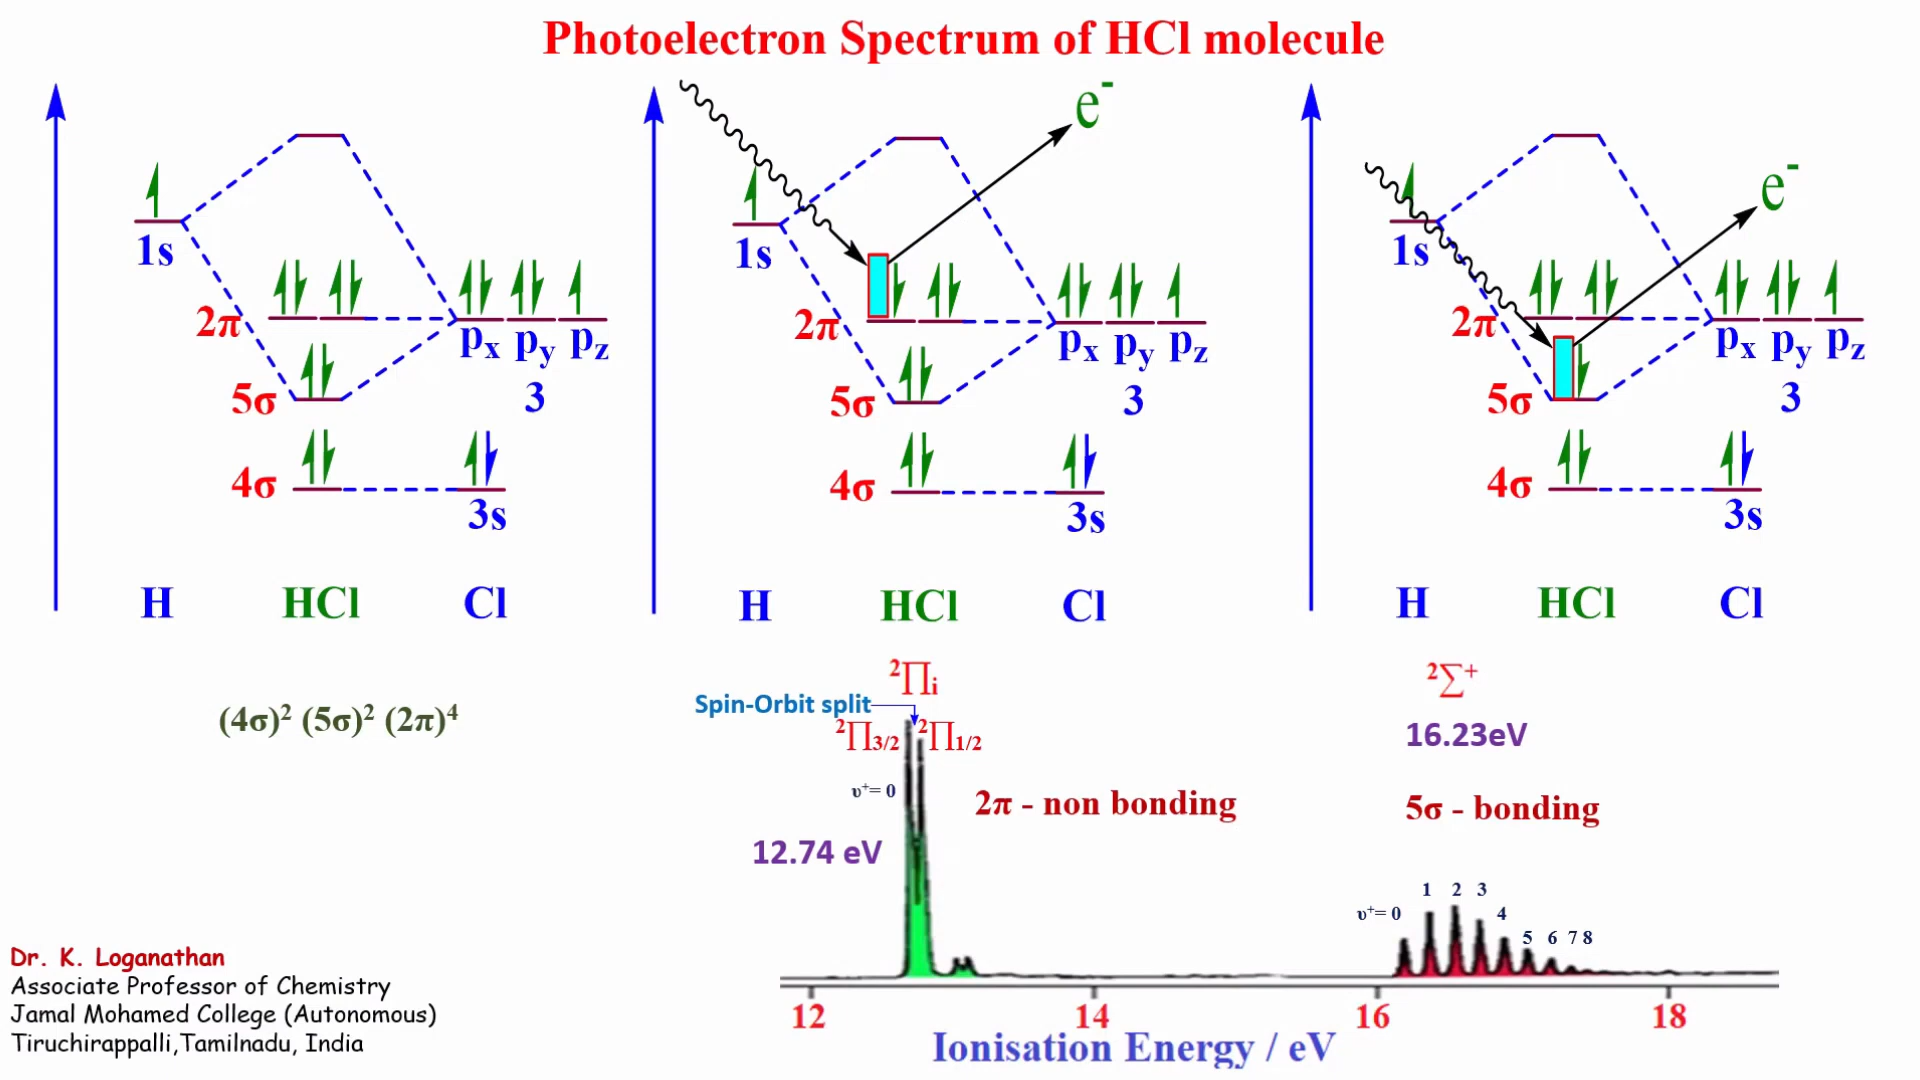 Photoelectron Spectrum of HCl molecule
1s
2π
5σ
4σ
px py pz
3
3s
H HCl Cl
e-
1s
2π
5σ
4σ
px py pz
3
3s
H HCl Cl
e-
1s
2π
5σ
4σ
px py pz
3
3s
H HCl Cl
(4σ)² (5σ)² (2π)⁴
²∏i
Spin-Orbit split
²∏3/2 ²∏1/2
υ⁺= 0
12.74 eV
2π - non bonding
²∑⁺
16.23eV
5σ - bonding
υ⁺= 0 1 2 3 4 5 6 7 8
12 14 16 18
Ionisation Energy / eV
Dr. K. Loganathan
Associate Professor of Chemistry
Jamal Mohamed College (Autonomous)
Tiruchirappalli,Tamilnadu, India